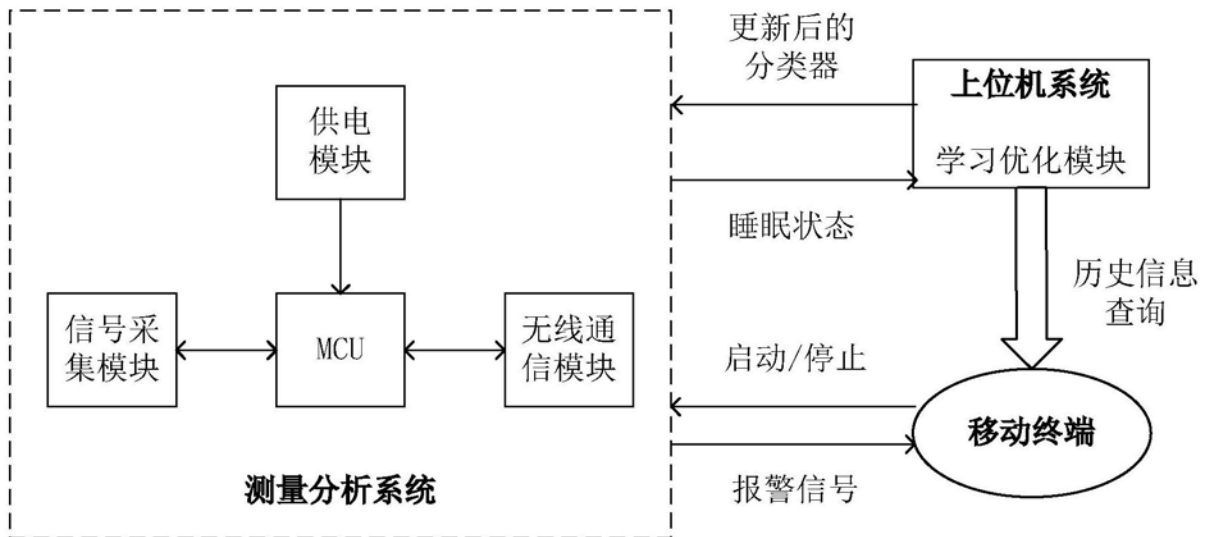 更新后的
分类器
上位机系统
学习优化模块
供电
模块
睡眠状态
历史信息
查询
信号采
集模块
MCU
无线通
信模块
启动/停止
移动终端
测量分析系统
报警信号